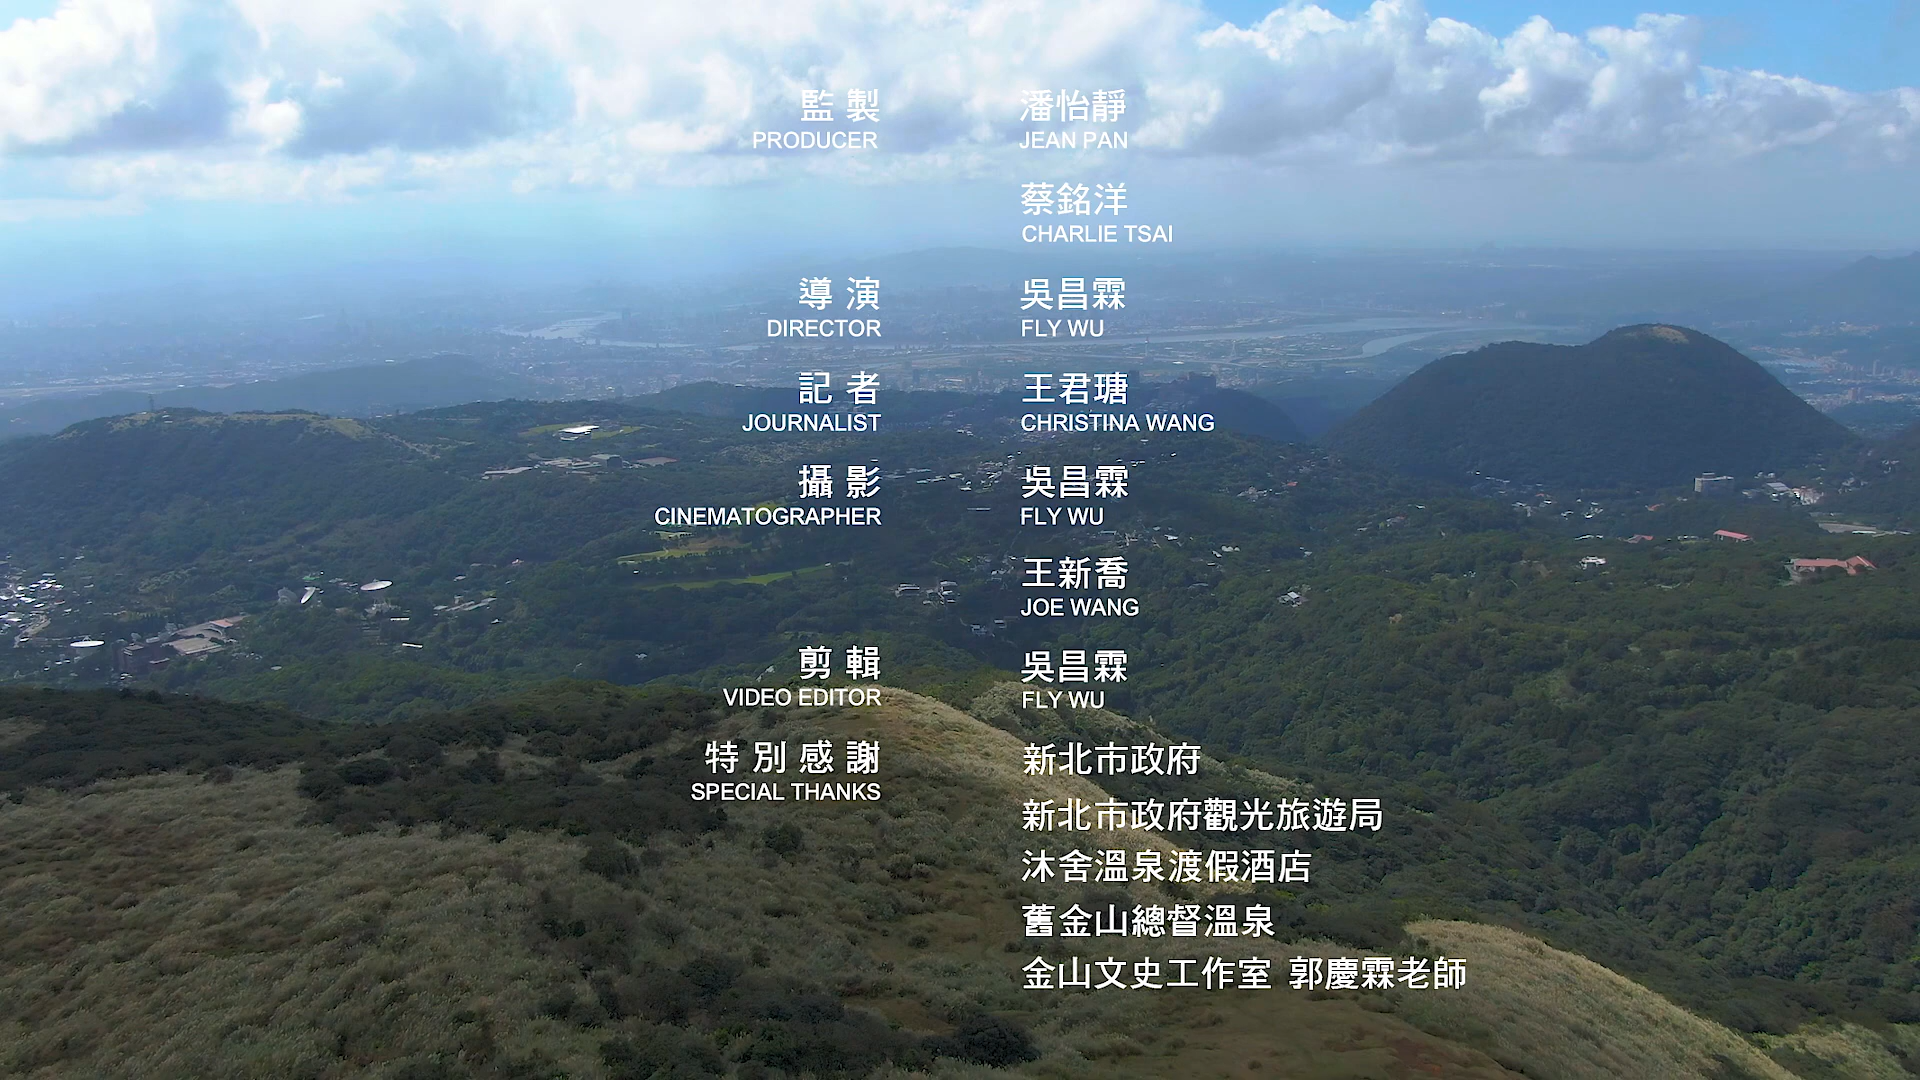 監製 潘怡靜
PRODUCER JEAN PAN
蔡銘洋
CHARLIE TSAI
導演 吳昌霖
DIRECTOR FLY WU
記者 王君瑭
JOURNALIST CHRISTINA WANG
攝影 吳昌霖
CINEMATOGRAPHER FLY WU
王新喬
JOE WANG
剪輯 吳昌霖
VIDEO EDITOR FLY WU
特別感謝 新北市政府
SPECIAL THANKS
新北市政府觀光旅遊局
沐舍溫泉渡假酒店
舊金山總督溫泉
金山文史工作室 郭慶霖老師